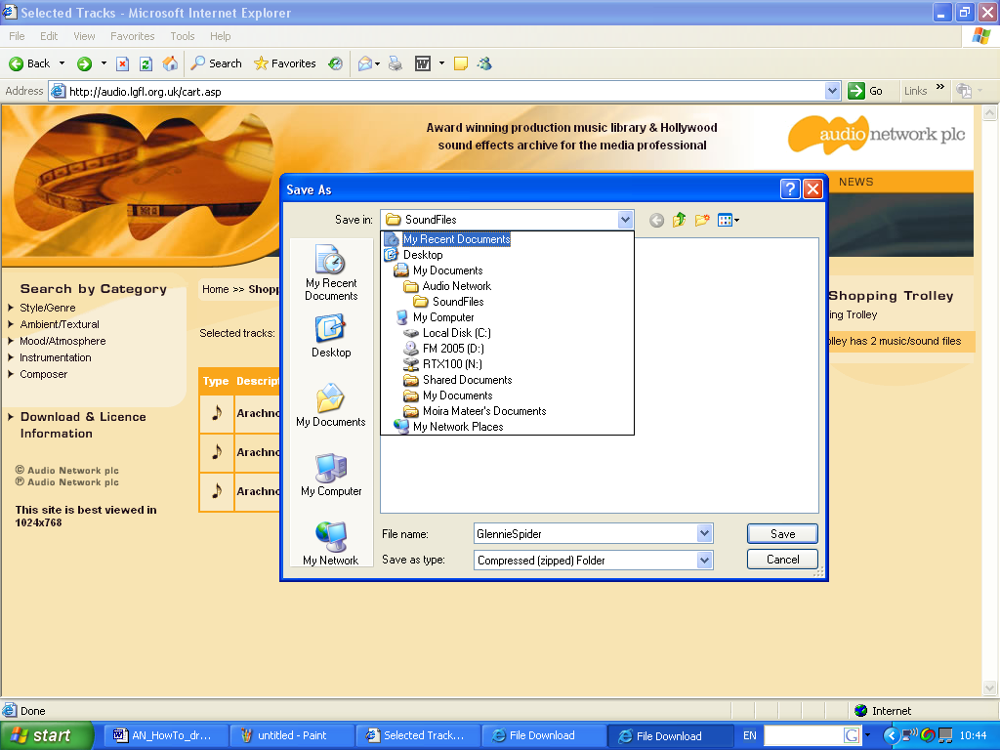 Selected Tracks - Microsoft Internet Explorer
File Edit View Favorites Tools Help
Back Search Favorites
Address http://audio.lgfl.org.uk/cart.asp Go Links »
Award winning production music library & Hollywood
sound effects archive for the media professional
audio network plc
NEWS
Search by Category
Style/Genre
Ambient/Textural
Mood/Atmosphere
Instrumentation
Composer
Download & Licence
Information
© Audio Network plc
℗ Audio Network plc
This site is best viewed in
1024x768
Home >> Shopp
Selected tracks:
Type Descript
Arachno
Arachno
Arachno
Save As
Save in: SoundFiles
My Recent Documents
Desktop
My Documents
Audio Network
SoundFiles
My Computer
Local Disk (C:)
FM 2005 (D:)
RTX100 (N:)
Shared Documents
My Documents
Moira Mateer's Documents
My Network Places
My Recent
Documents
Desktop
My Documents
My Computer
My Network
File name: GlennieSpider Save
Save as type: Compressed (zipped) Folder Cancel
Shopping Trolley
ing Trolley
olley has 2 music/sound files
Done Internet
start AN_HowTo_dr... untitled - Paint Selected Track... File Download File Download EN G 10:44